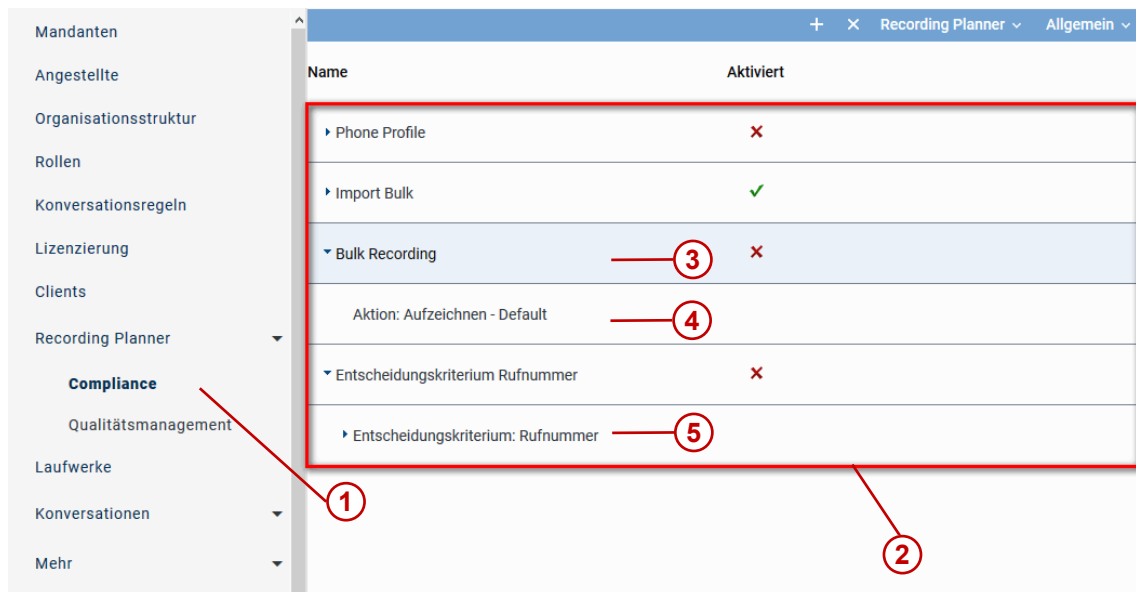 Mandanten
Angestellte
Organisationsstruktur
Rollen
Konversationsregeln
Lizenzierung
Clients
Recording Planner
Compliance
Qualitätsmanagement
Laufwerke
Konversationen
Mehr
Recording Planner Allgemein
Name Aktiviert
Phone Profile
Import Bulk
Bulk Recording 3
Aktion: Aufzeichnen - Default 4
Entscheidungskriterium Rufnummer
Entscheidungskriterium: Rufnummer 5
1
2